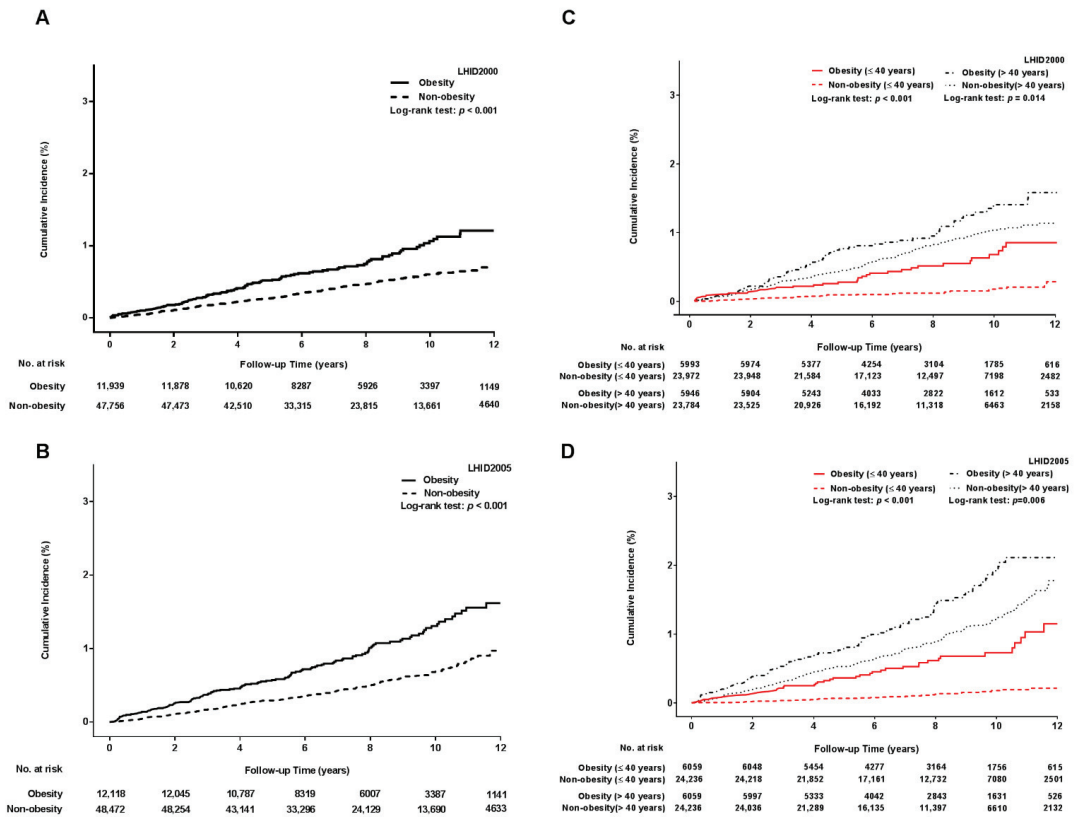 A
LHID2000
Obesity
Non-obesity
Log-rank test: p < 0.001
Cumulative Incidence (%)
3
2
1
0
0 2 4 6 8 10 12
No. at risk Follow-up Time (years)
Obesity 11,939 11,878 10,620 8287 5926 3397 1149
Non-obesity 47,756 47,473 42,510 33,315 23,815 13,661 4640
B
LHID2005
Obesity
Non-obesity
Log-rank test: p < 0.001
Cumulative Incidence (%)
3
2
1
0
0 2 4 6 8 10 12
No. at risk Follow-up Time (years)
Obesity 12,118 12,045 10,787 8319 6007 3387 1141
Non-obesity 48,472 48,254 43,141 33,296 24,129 13,690 4633
C
LHID2000
Obesity (≤ 40 years) Obesity (> 40 years)
Non-obesity (≤ 40 years) Non-obesity(> 40 years)
Log-rank test: p < 0.001 Log-rank test: p = 0.014
Cumulative Incidence (%)
3
2
1
0
0 2 4 6 8 10 12
No. at risk Follow-up Time (years)
Obesity (≤ 40 years) 5993 5974 5377 4254 3104 1785 616
Non-obesity (≤ 40 years) 23,972 23,948 21,584 17,123 12,497 7198 2482
Obesity (> 40 years) 5946 5904 5243 4033 2822 1612 533
Non-obesity(> 40 years) 23,784 23,525 20,926 16,192 11,318 6463 2158
D
LHID2005
Obesity (≤ 40 years) Obesity (> 40 years)
Non-obesity (≤ 40 years) Non-obesity(> 40 years)
Log-rank test: p < 0.001 Log-rank test: p=0.006
Cumulative Incidence (%)
3
2
1
0
0 2 4 6 8 10 12
No. at risk Follow-up Time (years)
Obesity (≤ 40 years) 6059 6048 5454 4277 3164 1756 615
Non-obesity (≤ 40 years) 24,236 24,218 21,852 17,161 12,732 7080 2501
Obesity (> 40 years) 6059 5997 5333 4042 2843 1631 526
Non-obesity(> 40 years) 24,236 24,036 21,289 16,135 11,397 6610 2132